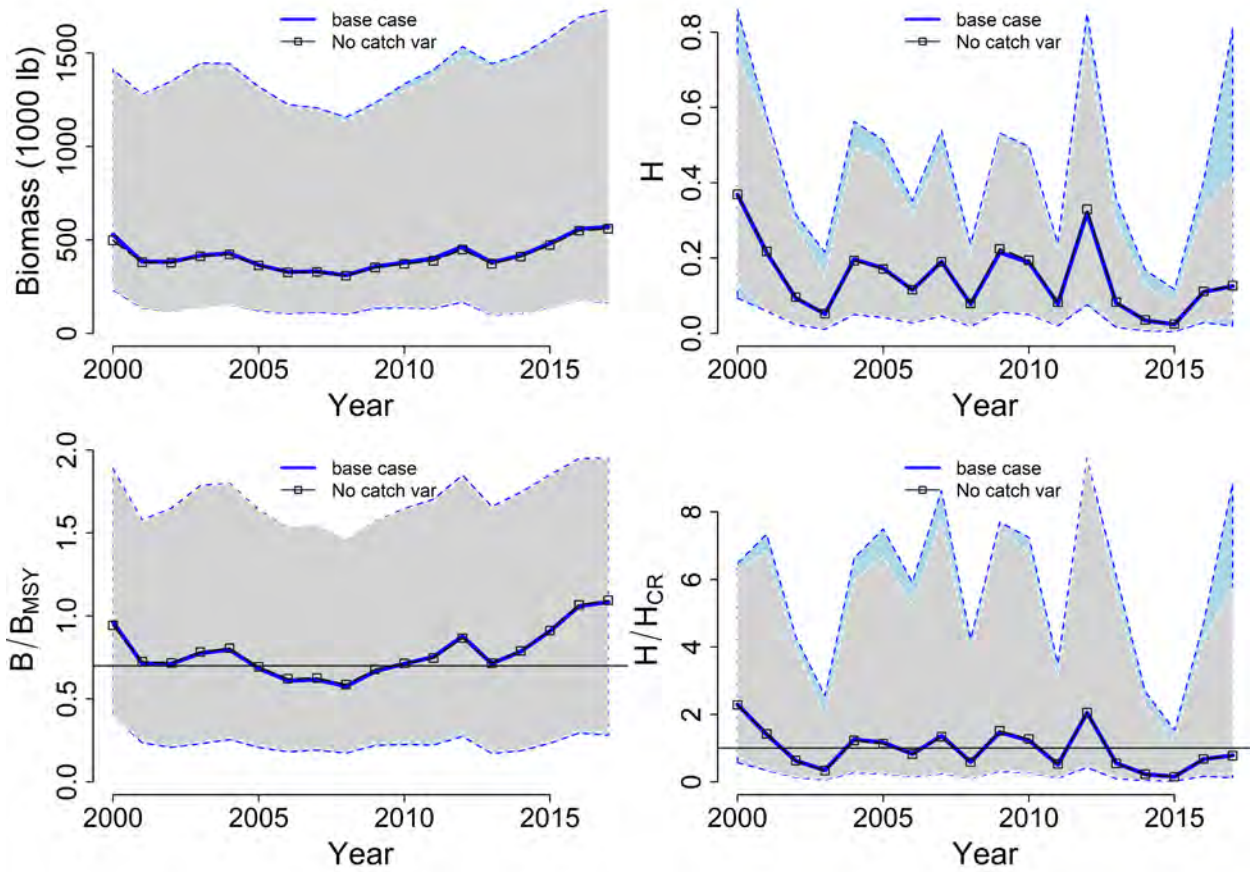 Biomass (1000 lb)
0 500 1000 1500
base case
No catch var
2000 2005 2010 2015
Year
H
0.0 0.2 0.4 0.6 0.8
base case
No catch var
2000 2005 2010 2015
Year
B/BMSY
0.0 0.5 1.0 1.5 2.0
base case
No catch var
2000 2005 2010 2015
Year
H/HCR
0 2 4 6 8
base case
No catch var
2000 2005 2010 2015
Year